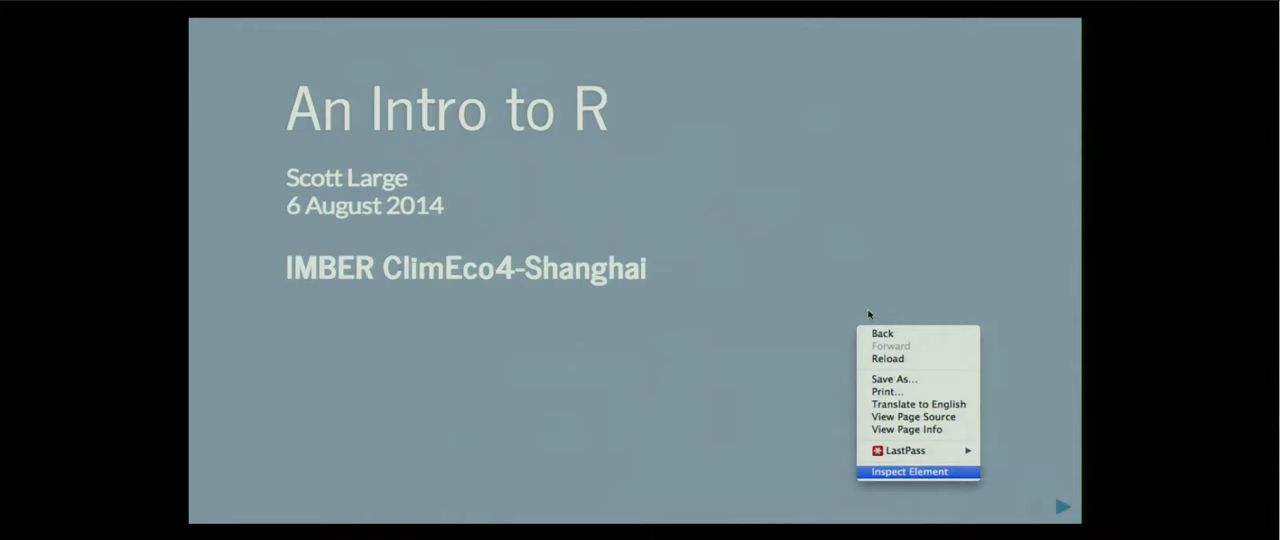 An Intro to R
Scott Large
6 August 2014
IMBER ClimEco4-Shanghai
Back
Forward
Reload
Save As...
Print...
Translate to English
View Page Source
View Page Info
LastPass
Inspect Element